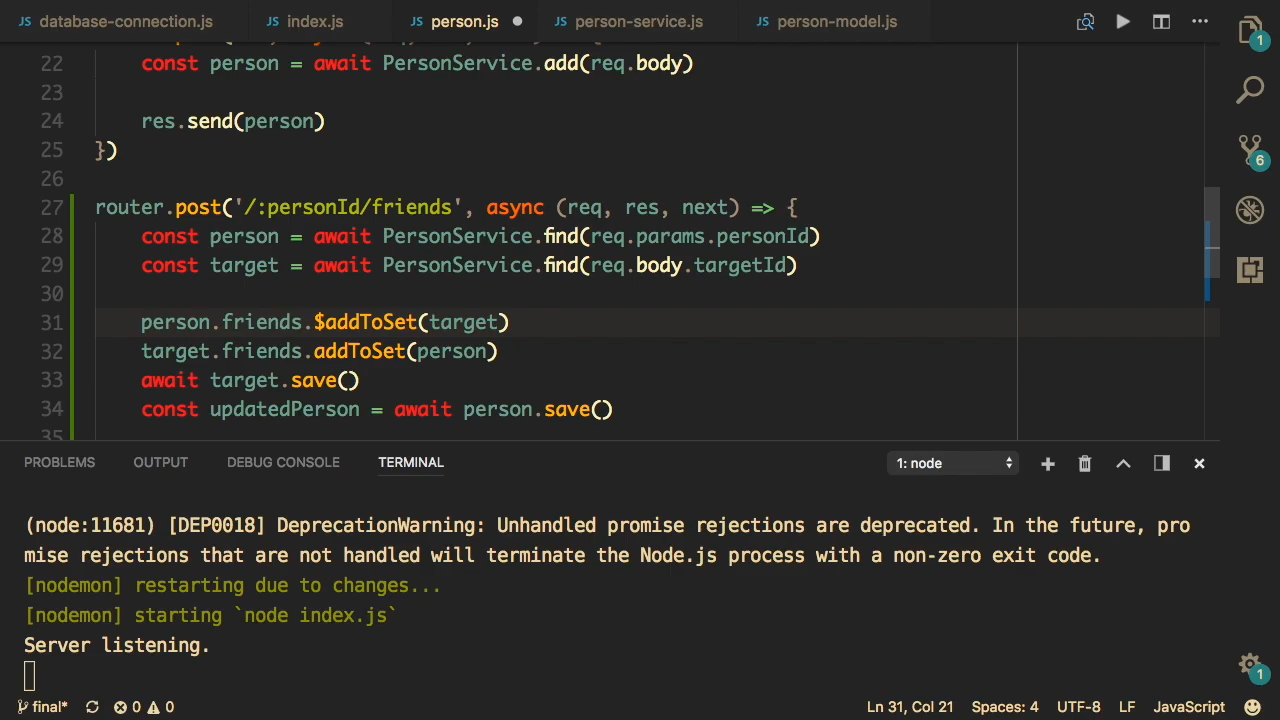 JS database-connection.js JS index.js JS person.js JS person-service.js JS person-model.js
22 const person = await PersonService.add(req.body)
23
24 res.send(person)
25 })
26
27 router.post('/:personId/friends', async (req, res, next) => {
28 const person = await PersonService.find(req.params.personId)
29 const target = await PersonService.find(req.body.targetId)
30
31 person.friends.$addToSet(target)
32 target.friends.addToSet(person)
33 await target.save()
34 const updatedPerson = await person.save()
35
PROBLEMS OUTPUT DEBUG CONSOLE TERMINAL 1: node
(node:11681) [DEP0018] DeprecationWarning: Unhandled promise rejections are deprecated. In the future, pro
mise rejections that are not handled will terminate the Node.js process with a non-zero exit code.
[nodemon] restarting due to changes...
[nodemon] starting `node index.js`
Server listening.
final* 0 0 Ln 31, Col 21 Spaces: 4 UTF-8 LF JavaScript
1
6
1